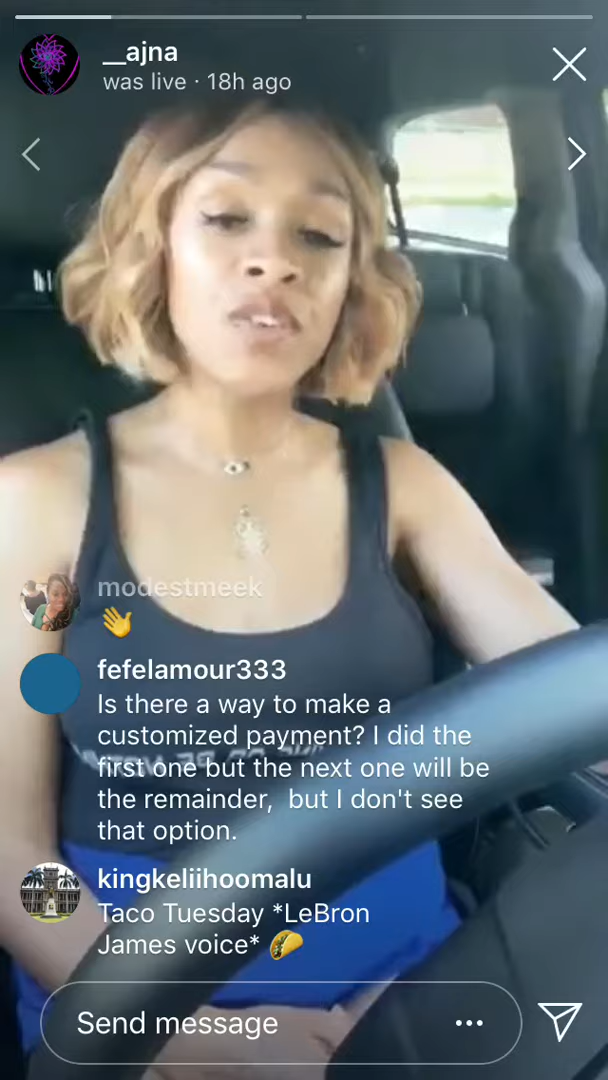 __ajna
was live · 18h ago
modestmeek
👋
fefelamour333
Is there a way to make a
customized payment? I did the
first one but the next one will be
the remainder,  but I don't see
that option.
kingkeliihoomalu
Taco Tuesday *LeBron
James voice* 🌮
Send message